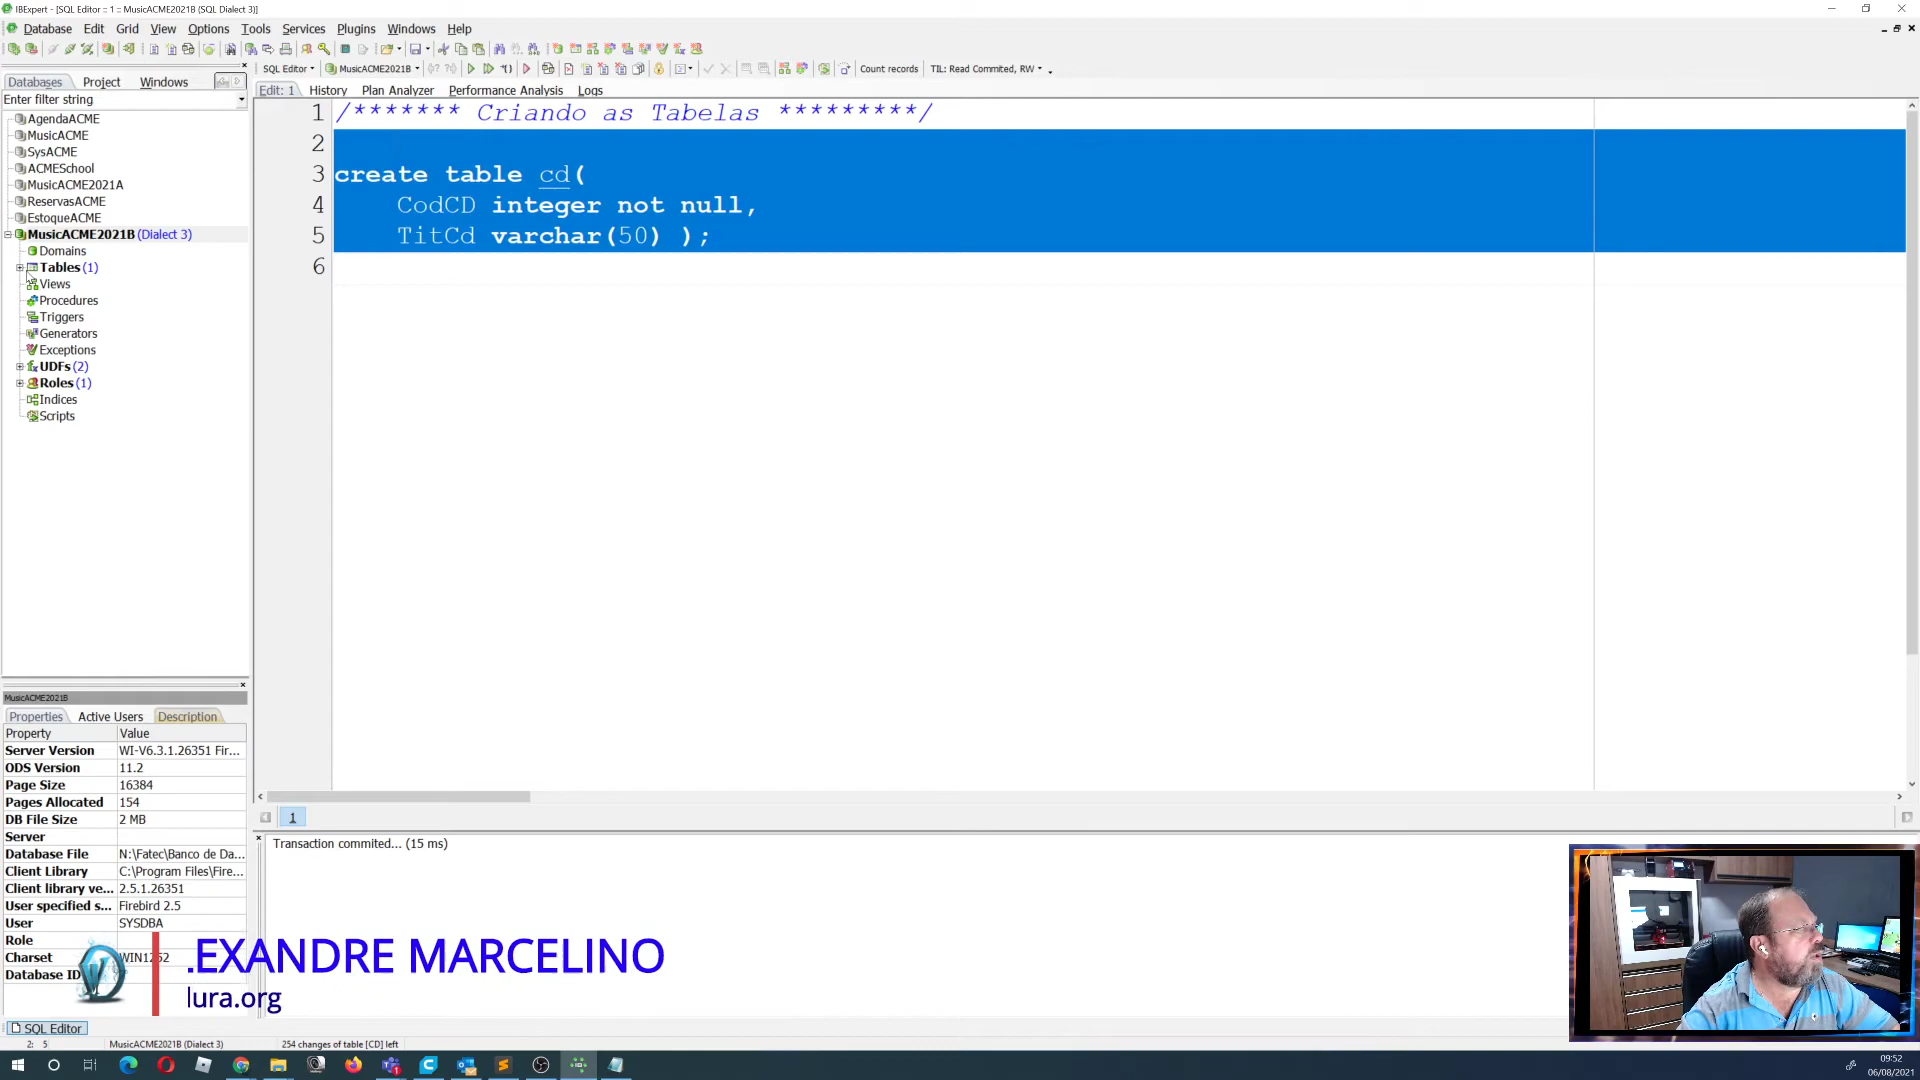 IBExpert - [SQL Editor :: 1 :: MusicACME2021B (SQL Dialect 3)]
Database Edit Grid View Options Tools Services Plugins Windows Help
SQL Editor MusicACME2021B Count records TIL: Read Commited, RW
Databases Project Windows
Edit: 1 History Plan Analyzer Performance Analysis Logs
Enter filter string
AgendaACME
MusicACME
SysACME
ACMESchool
MusicACME2021A
ReservasACME
EstoqueACME
MusicACME2021B (Dialect 3)
Domains
Tables (1)
Views
Procedures
Triggers
Generators
Exceptions
UDFs (2)
Roles (1)
Indices
Scripts
1 /******* Criando as Tabelas *********/
2
3 create table cd(
4 CodCD integer not null,
5 TitCd varchar(50) );
6
1
Transaction commited... (15 ms)
MusicACME2021B
Properties Active Users Description
Property Value
Server Version WI-V6.3.1.26351 Fir...
ODS Version 11.2
Page Size 16384
Pages Allocated 154
DB File Size 2 MB
Server
Database File N:\Fatec\Banco de Da...
Client Library C:\Program Files\Fire...
Client library ve... 2.5.1.26351
User specified s... Firebird 2.5
User SYSDBA
Role
Charset WIN1252
Database ID
.EXANDRE MARCELINO
lura.org
SQL Editor
2: 5 MusicACME2021B (Dialect 3) 254 changes of table [CD] left
09:52
06/08/2021